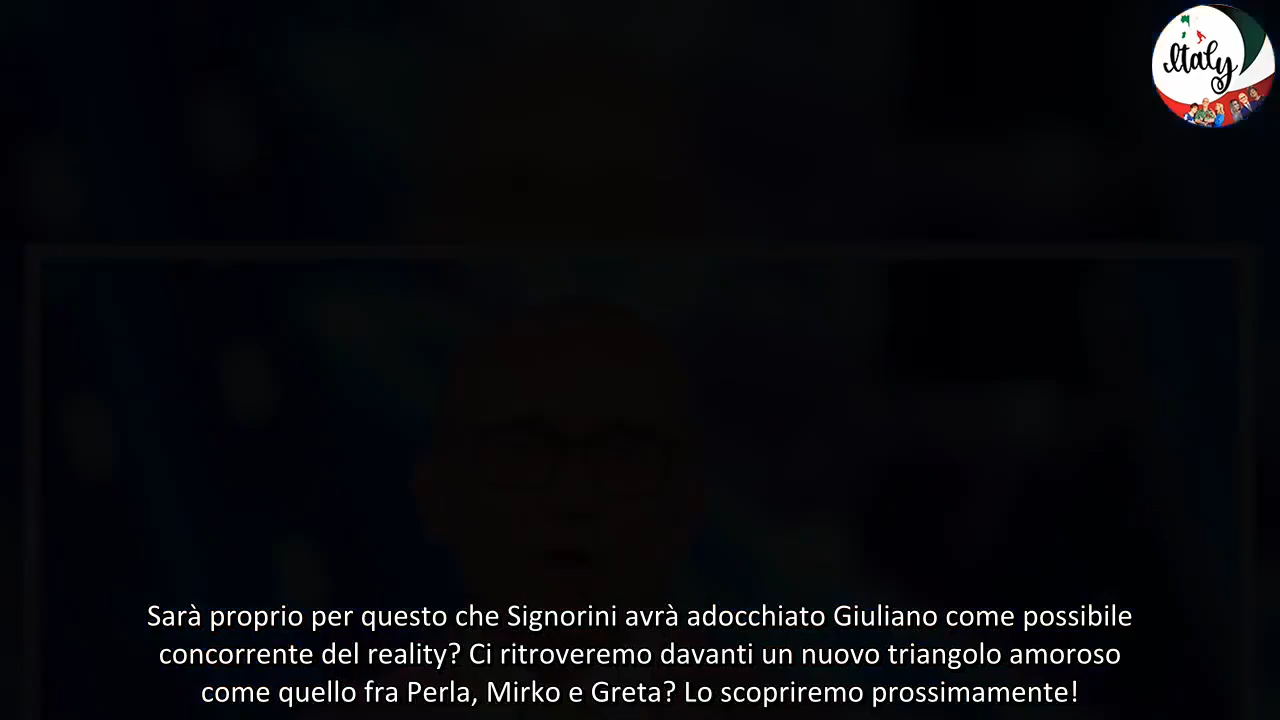 Italy
Sarà proprio per questo che Signorini avrà adocchiato Giuliano come possibile
concorrente del reality? Ci ritroveremo davanti un nuovo triangolo amoroso
come quello fra Perla, Mirko e Greta? Lo scopriremo prossimamente!